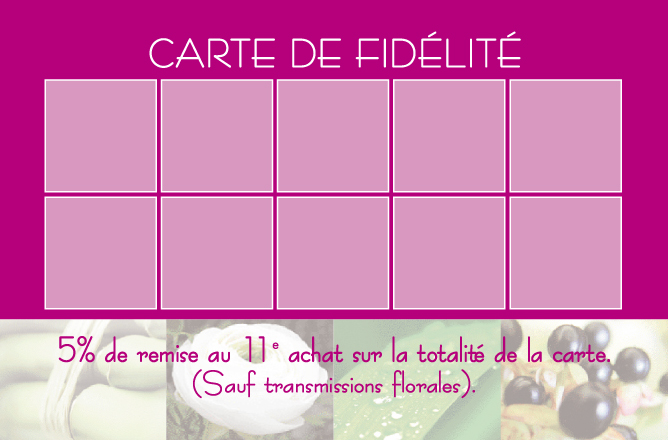 CARTE DE FIDÉLITÉ
5% de remise au 11e achat sur la totalité de la carte.
(Sauf transmissions florales).